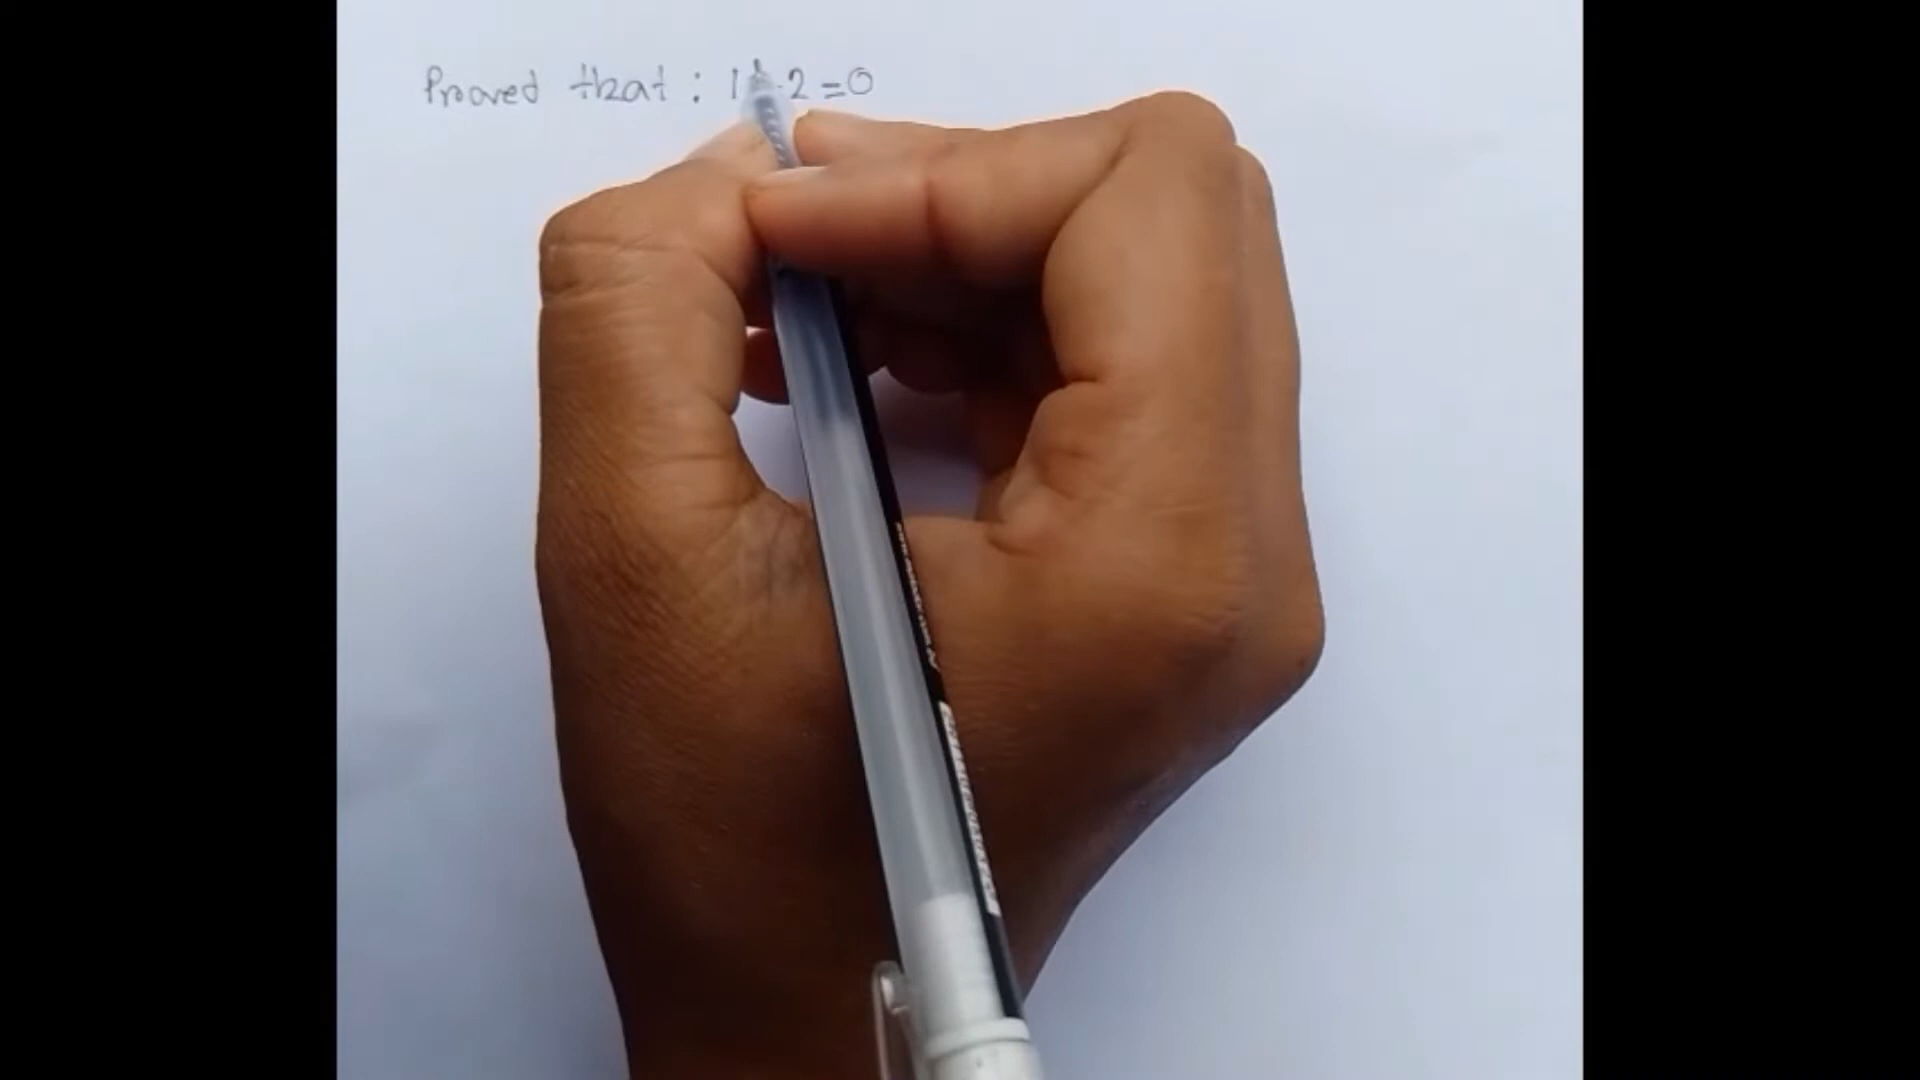 Proved that : 1 2 = 0